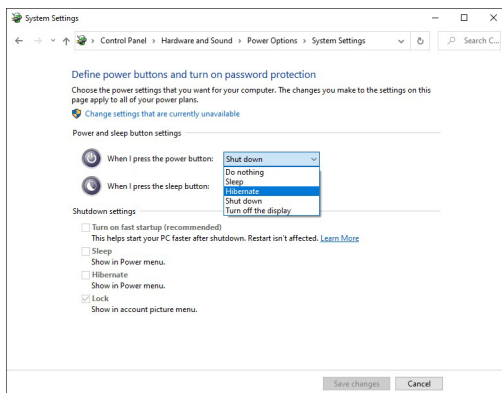 System Settings
Control Panel > Hardware and Sound > Power Options > System Settings
Search C...
Define power buttons and turn on password protection
Choose the power settings that you want for your computer. The changes you make to the settings on this
page apply to all of your power plans.
Change settings that are currently unavailable
Power and sleep button settings
When I press the power button: Shut down
Do nothing
Sleep
When I press the sleep button: Hibernate
Shut down
Turn off the display
Shutdown settings
Turn on fast startup (recommended)
This helps start your PC faster after shutdown. Restart isn't affected. Learn More
Sleep
Show in Power menu.
Hibernate
Show in Power menu.
Lock
Show in account picture menu.
Save changes Cancel